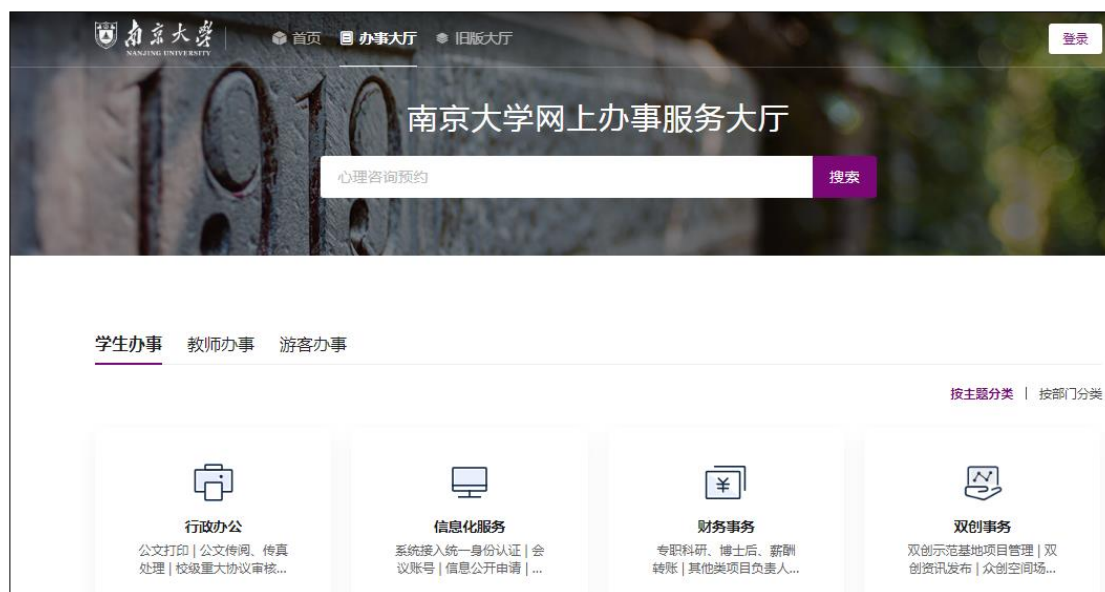 南京大学
NANJING UNIVERSITY
首页
办事大厅
旧版大厅
登录
1919
南京大学网上办事服务大厅
心理咨询预约
搜索
学生办事
教师办事
游客办事
按主题分类 | 按部门分类
行政办公
公文打印 | 公文传阅、传真
处理 | 校级重大协议审核...
信息化服务
系统接入统一身份认证 | 会
议账号 | 信息公开申请 | ...
财务事务
专职科研、博士后、薪酬
转账 | 其他类项目负责人...
双创事务
双创示范基地项目管理 | 双
创资讯发布 | 众创空间场...